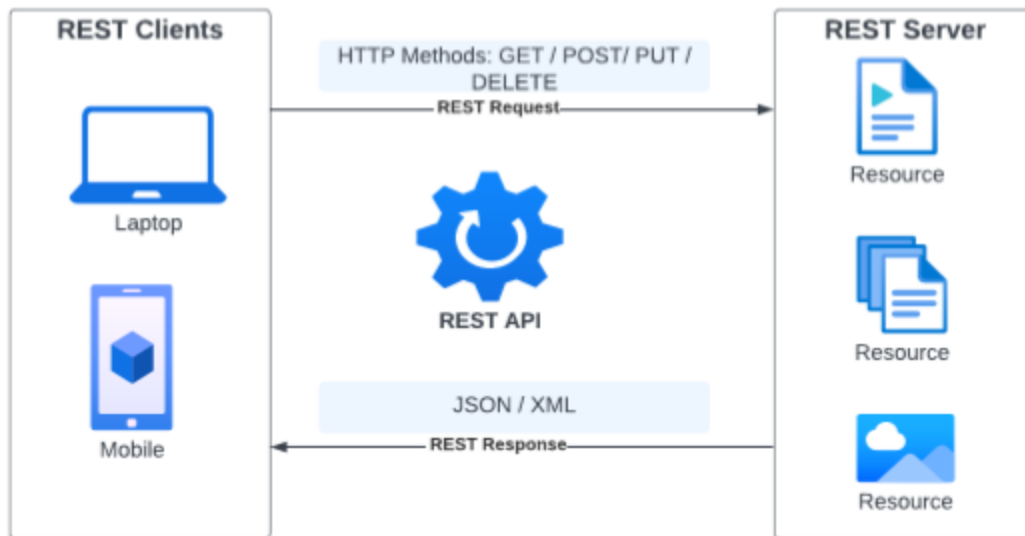 REST Clients
Laptop
Mobile
HTTP Methods: GET / POST/ PUT /
DELETE
REST Request
REST API
JSON / XML
REST Response
REST Server
Resource
Resource
Resource